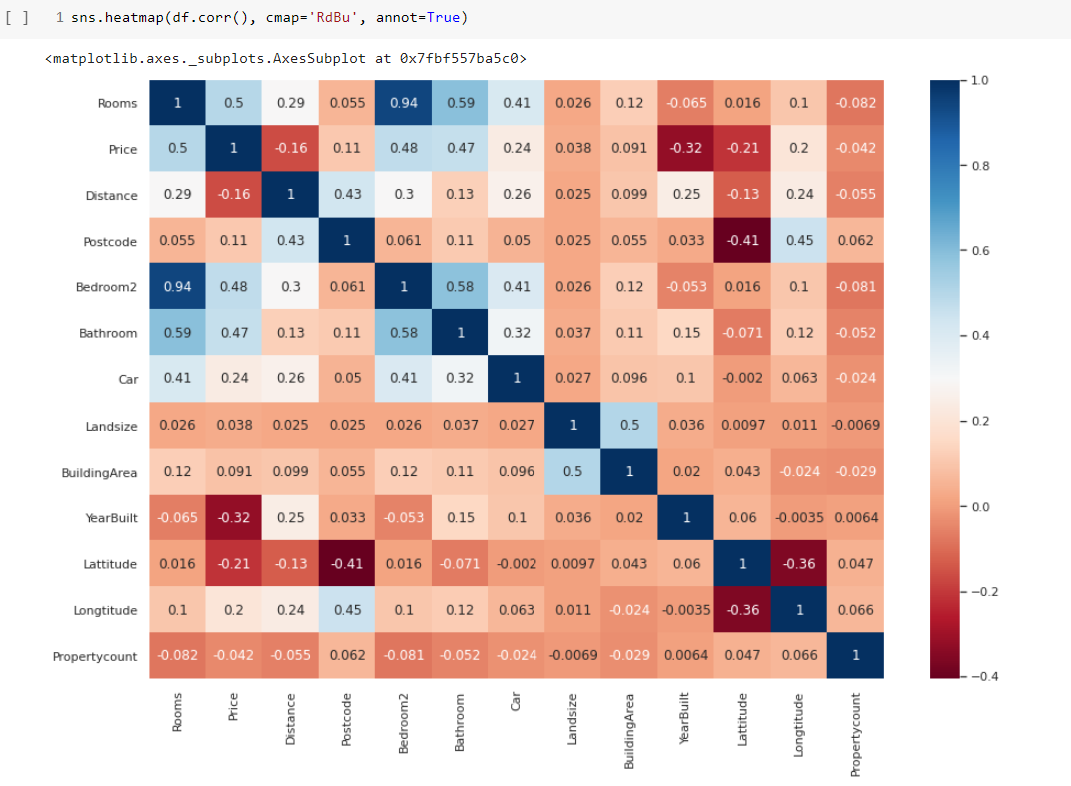 [ ] 1 sns.heatmap(df.corr(), cmap='RdBu', annot=True)
<matplotlib.axes._subplots.AxesSubplot at 0x7fbf557ba5c0>
Rooms 1 0.5 0.29 0.055 0.94 0.59 0.41 0.026 0.12 -0.065 0.016 0.1 -0.082
Price 0.5 1 -0.16 0.11 0.48 0.47 0.24 0.038 0.091 -0.32 -0.21 0.2 -0.042
Distance 0.29 -0.16 1 0.43 0.3 0.13 0.26 0.025 0.099 0.25 -0.13 0.24 -0.055
Postcode 0.055 0.11 0.43 1 0.061 0.11 0.05 0.025 0.055 0.033 -0.41 0.45 0.062
Bedroom2 0.94 0.48 0.3 0.061 1 0.58 0.41 0.026 0.12 -0.053 0.016 0.1 -0.081
Bathroom 0.59 0.47 0.13 0.11 0.58 1 0.32 0.037 0.11 0.15 -0.071 0.12 -0.052
Car 0.41 0.24 0.26 0.05 0.41 0.32 1 0.027 0.096 0.1 -0.002 0.063 -0.024
Landsize 0.026 0.038 0.025 0.025 0.026 0.037 0.027 1 0.5 0.036 0.0097 0.011 -0.0069
BuildingArea 0.12 0.091 0.099 0.055 0.12 0.11 0.096 0.5 1 0.02 0.043 -0.024 -0.029
YearBuilt -0.065 -0.32 0.25 0.033 -0.053 0.15 0.1 0.036 0.02 1 0.06 -0.0035 0.0064
Lattitude 0.016 -0.21 -0.13 -0.41 0.016 -0.071 -0.002 0.0097 0.043 0.06 1 -0.36 0.047
Longtitude 0.1 0.2 0.24 0.45 0.1 0.12 0.063 0.011 -0.024 -0.0035 -0.36 1 0.066
Propertycount -0.082 -0.042 -0.055 0.062 -0.081 -0.052 -0.024 -0.0069 -0.029 0.0064 0.047 0.066 1
Rooms Price Distance Postcode Bedroom2 Bathroom Car Landsize BuildingArea YearBuilt Lattitude Longtitude Propertycount
1.0
0.8
0.6
0.4
0.2
0.0
−0.2
−0.4